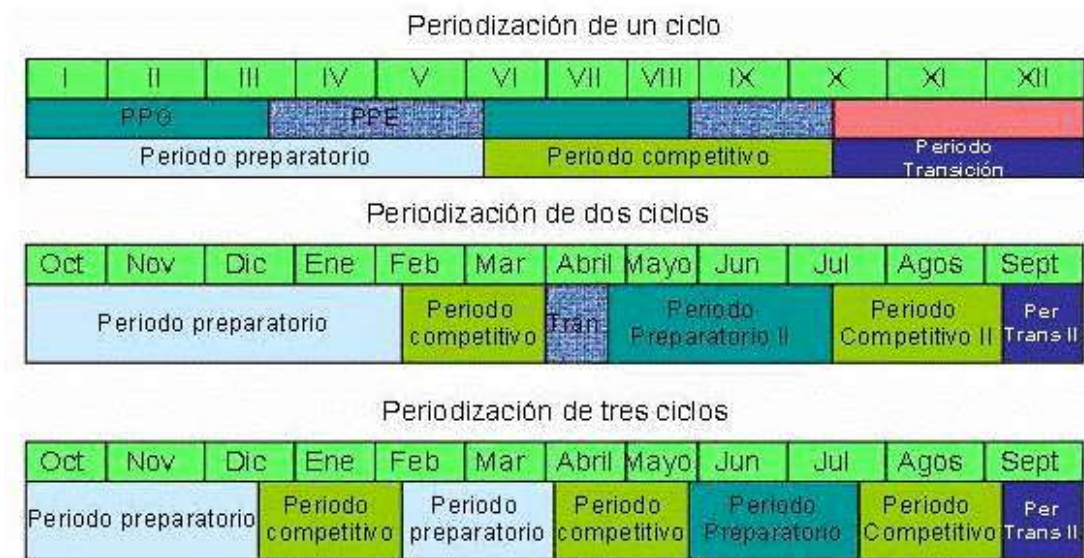 Periodización de un ciclo
I II III IV V VI VII VIII IX X XI XII
PPG PPE
Periodo preparatorio Periodo competitivo Periodo
Transición
Periodización de dos ciclos
Oct Nov Dic Ene Feb Mar Abril Mayo Jun Jul Agos Sept
Periodo preparatorio Periodo competitivo Tran Periodo Preparatorio II Periodo Competitivo II Per Trans II
Periodización de tres ciclos
Oct Nov Dic Ene Feb Mar Abril Mayo Jun Jul Agos Sept
Periodo preparatorio Periodo competitivo Periodo preparatorio Periodo competitivo Periodo Preparatorio Periodo Competitivo Per Trans II